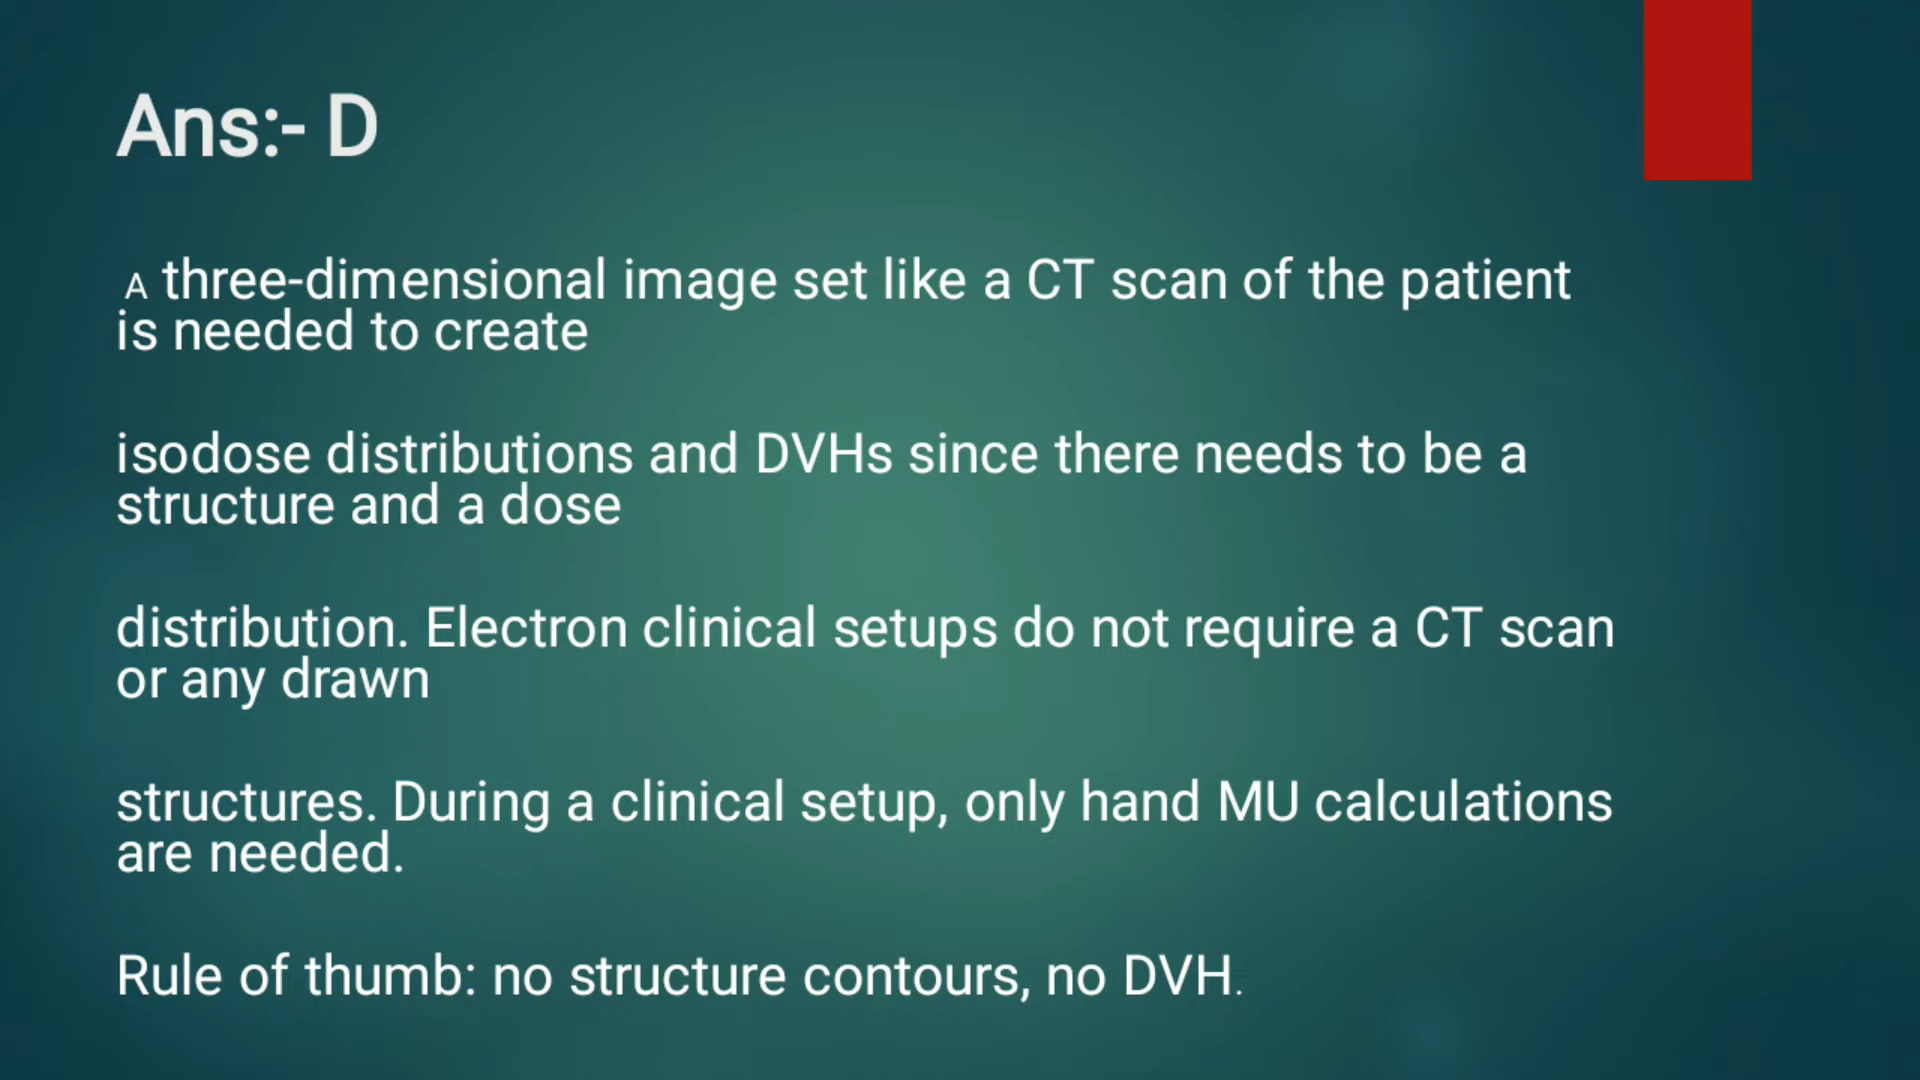 Ans:- D
A three-dimensional image set like a CT scan of the patient
is needed to create
isodose distributions and DVHs since there needs to be a
structure and a dose
distribution. Electron clinical setups do not require a CT scan
or any drawn
structures. During a clinical setup, only hand MU calculations
are needed.
Rule of thumb: no structure contours, no DVH.